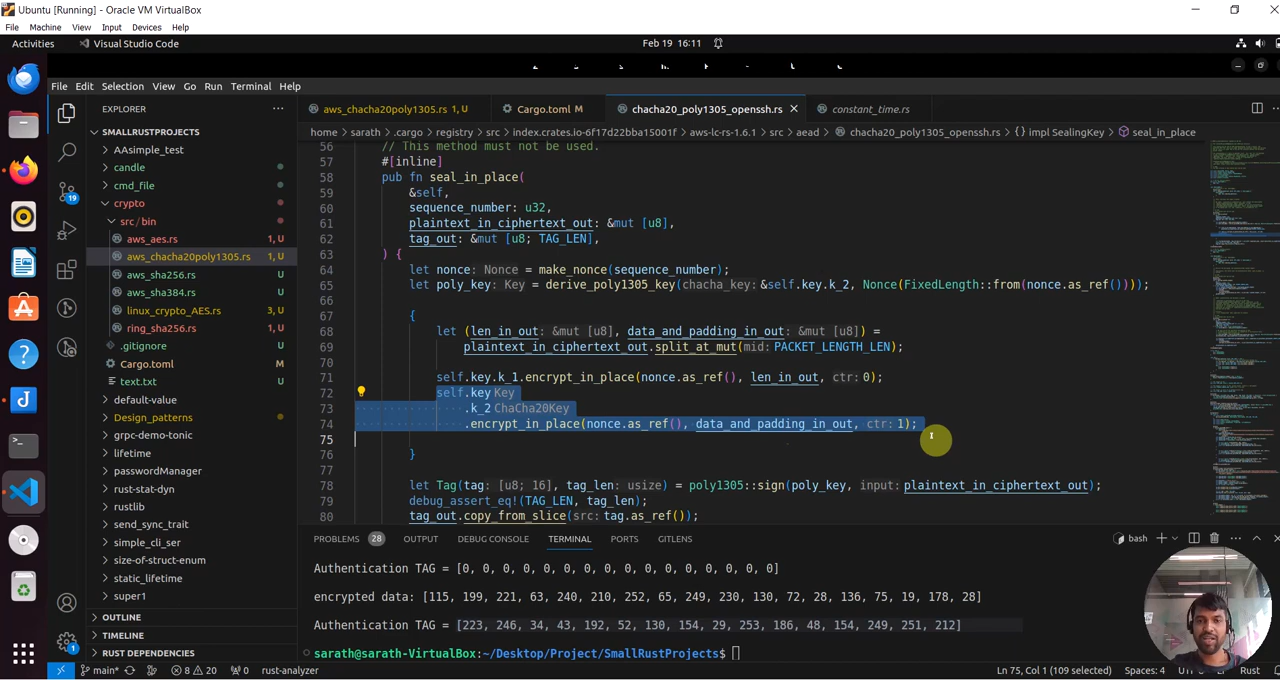 Ubuntu [Running] - Oracle VM VirtualBox
File Machine View Input Devices Help
Activities Visual Studio Code Feb 19 16:11
File Edit Selection View Go Run Terminal Help
EXPLORER ··· aws_chacha20poly1305.rs 1, U Cargo.toml M chacha20_poly1305_openssh.rs constant_time.rs
home > sarath > .cargo > registry > src > index.crates.io-6f17d22bba15001f > aws-lc-rs-1.6.1 > src > aead > chacha20_poly1305_openssh.rs > {} impl SealingKey > seal_in_place
SMALLRUSTPROJECTS
AAsimple_test
candle
cmd_file
crypto
src/bin
aws_aes.rs 1, U
aws_chacha20poly1305.rs 1, U
aws_sha256.rs U
aws_sha384.rs U
linux_crypto_AES.rs 3, U
ring_sha256.rs U
.gitignore
Cargo.toml M
text.txt
default-value
Design_patterns
grpc-demo-tonic
lifetime
passwordManager
rust-stat-dyn
rustlib
send_sync_trait
simple_cli_ser
size-of-struct-enum
static_lifetime
super1
OUTLINE
TIMELINE
RUST DEPENDENCIES
19
1
56 // This method must not be used.
57 #[inline]
58 pub fn seal_in_place(
59 &self,
60 sequence_number: u32,
61 plaintext_in_ciphertext_out: &mut [u8],
62 tag_out: &mut [u8; TAG_LEN],
63 ) {
64 let nonce: Nonce = make_nonce(sequence_number);
65 let poly_key: Key = derive_poly1305_key(chacha_key: &self.key.k_2, Nonce(FixedLength::from(nonce.as_ref())));
66
67 {
68 let (len_in_out: &mut [u8], data_and_padding_in_out: &mut [u8]) =
69 plaintext_in_ciphertext_out.split_at_mut(mid: PACKET_LENGTH_LEN);
70
71 self.key.k_1.encrypt_in_place(nonce.as_ref(), len_in_out, ctr: 0);
72 self.key Key
73 .k_2 ChaCha20Key
74 .encrypt_in_place(nonce.as_ref(), data_and_padding_in_out, ctr: 1);
75
76 }
77
78 let Tag(tag: [u8; 16], tag_len: usize) = poly1305::sign(poly_key, input: plaintext_in_ciphertext_out);
79 debug_assert_eq!(TAG_LEN, tag_len);
80 tag_out.copy_from_slice(src: tag.as_ref());
PROBLEMS 28 OUTPUT DEBUG CONSOLE TERMINAL PORTS GITLENS bash
Authentication TAG = [0, 0, 0, 0, 0, 0, 0, 0, 0, 0, 0, 0, 0, 0, 0, 0]
encrypted data: [115, 199, 221, 63, 240, 210, 252, 65, 249, 230, 130, 72, 28, 136, 75, 19, 178, 28]
Authentication TAG = [223, 246, 34, 43, 192, 52, 130, 154, 29, 253, 186, 48, 154, 249, 251, 212]
sarath@sarath-VirtualBox:~/Desktop/Project/SmallRustProjects$
main* 8 20 0 rust-analyzer Ln 75, Col 1 (109 selected) Spaces: 4 Rust